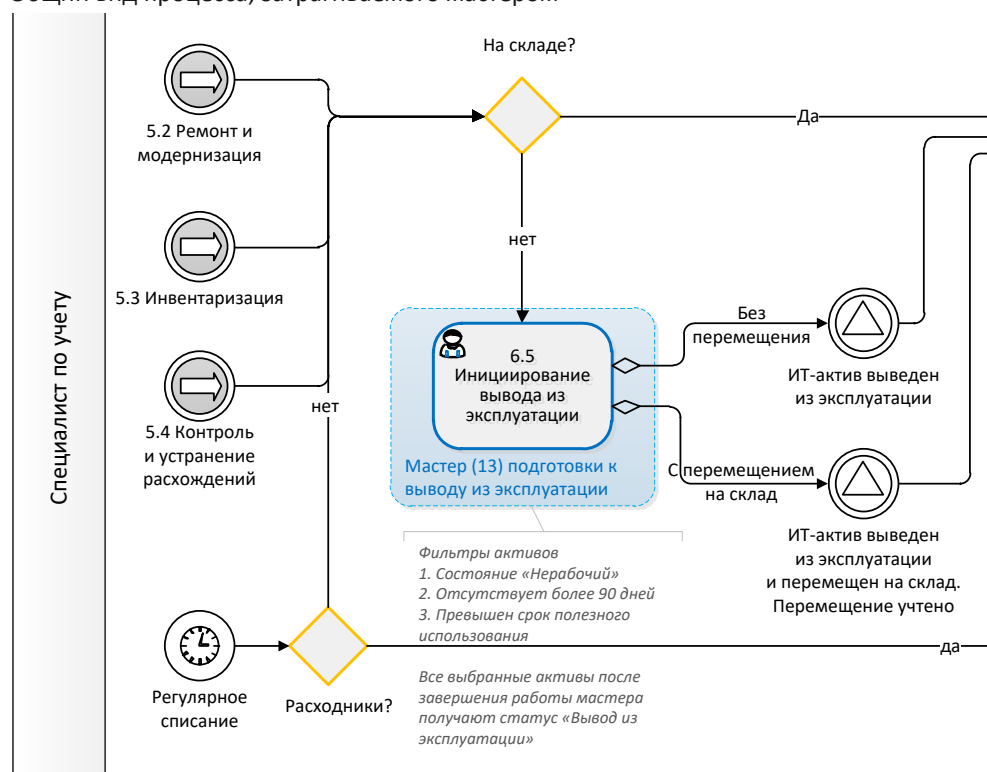 Общий вид процесса, затрагиваемого мастером
На складе?
Да
5.2 Ремонт и
модернизация
нет
5.3 Инвентаризация
Специалист по учету
6.5
Инициирование
вывода из
эксплуатации
Без
перемещения
ИТ-актив выведен
из эксплуатации
5.4 Контроль
и устранение
расхождений
нет
Мастер (13) подготовки к
выводу из эксплуатации
С перемещением
на склад
ИТ-актив выведен
из эксплуатации
и перемещен на склад.
Перемещение учтено
Фильтры активов
1. Состояние «Нерабочий»
2. Отсутствует более 90 дней
3. Превышен срок полезного
использования
да
Регулярное
списание
Расходники?
Все выбранные активы после
завершения работы мастера
получают статус «Вывод из
эксплуатации»